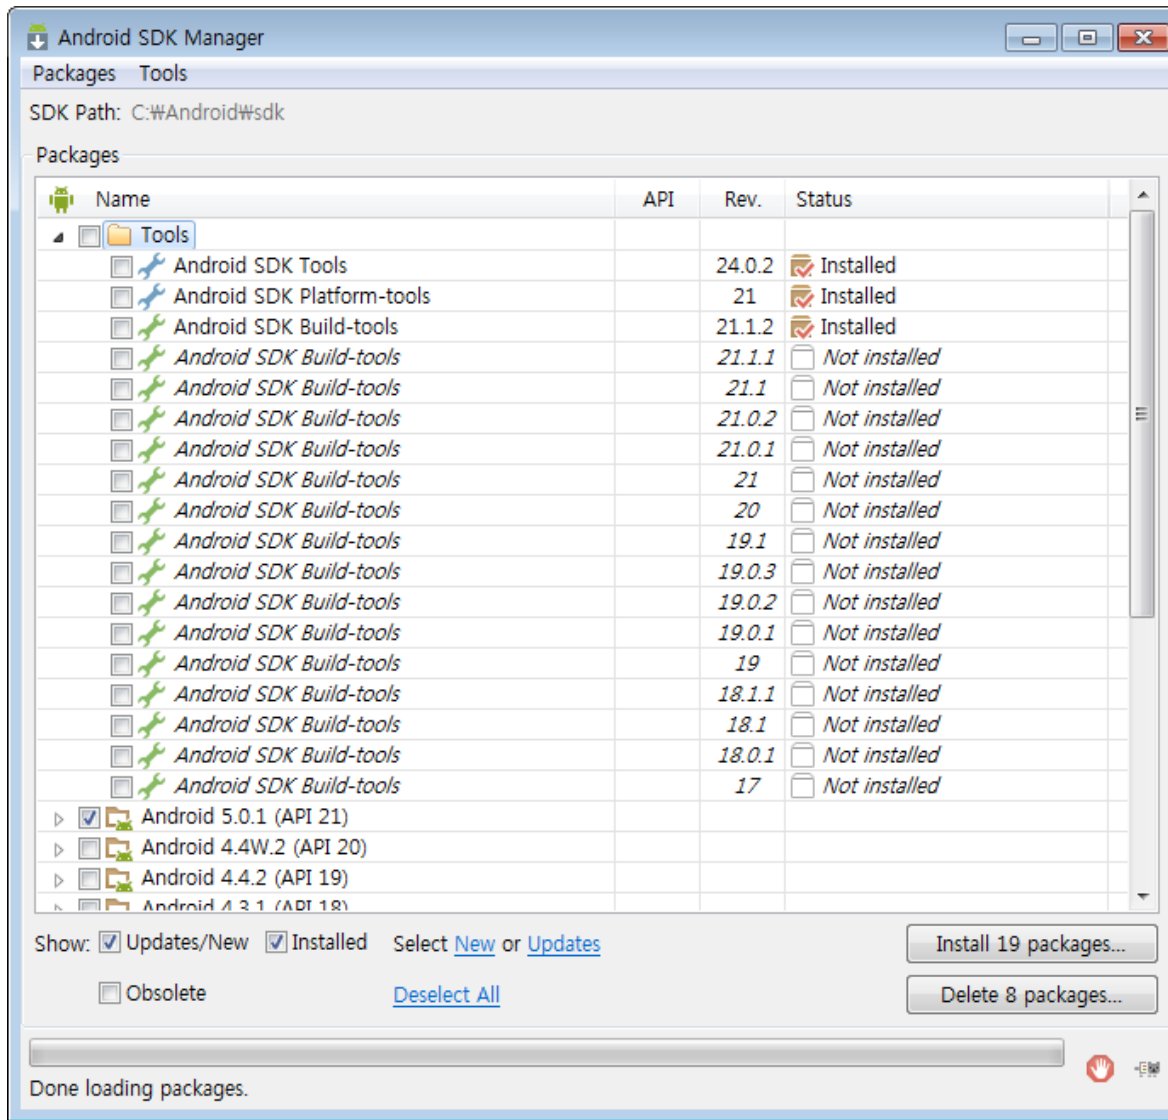 Android SDK Manager
Packages Tools
SDK Path: C:₩Android₩sdk
Packages
Name API Rev. Status
Tools
Android SDK Tools 24.0.2 Installed
Android SDK Platform-tools 21 Installed
Android SDK Build-tools 21.1.2 Installed
Android SDK Build-tools 21.1.1 Not installed
Android SDK Build-tools 21.1 Not installed
Android SDK Build-tools 21.0.2 Not installed
Android SDK Build-tools 21.0.1 Not installed
Android SDK Build-tools 21 Not installed
Android SDK Build-tools 20 Not installed
Android SDK Build-tools 19.1 Not installed
Android SDK Build-tools 19.0.3 Not installed
Android SDK Build-tools 19.0.2 Not installed
Android SDK Build-tools 19.0.1 Not installed
Android SDK Build-tools 19 Not installed
Android SDK Build-tools 18.1.1 Not installed
Android SDK Build-tools 18.1 Not installed
Android SDK Build-tools 18.0.1 Not installed
Android SDK Build-tools 17 Not installed
Android 5.0.1 (API 21)
Android 4.4W.2 (API 20)
Android 4.4.2 (API 19)
Android 4.3.1 (API 18)
Show: Updates/New Installed Select New or Updates Install 19 packages...
Obsolete Deselect All Delete 8 packages...
Done loading packages.